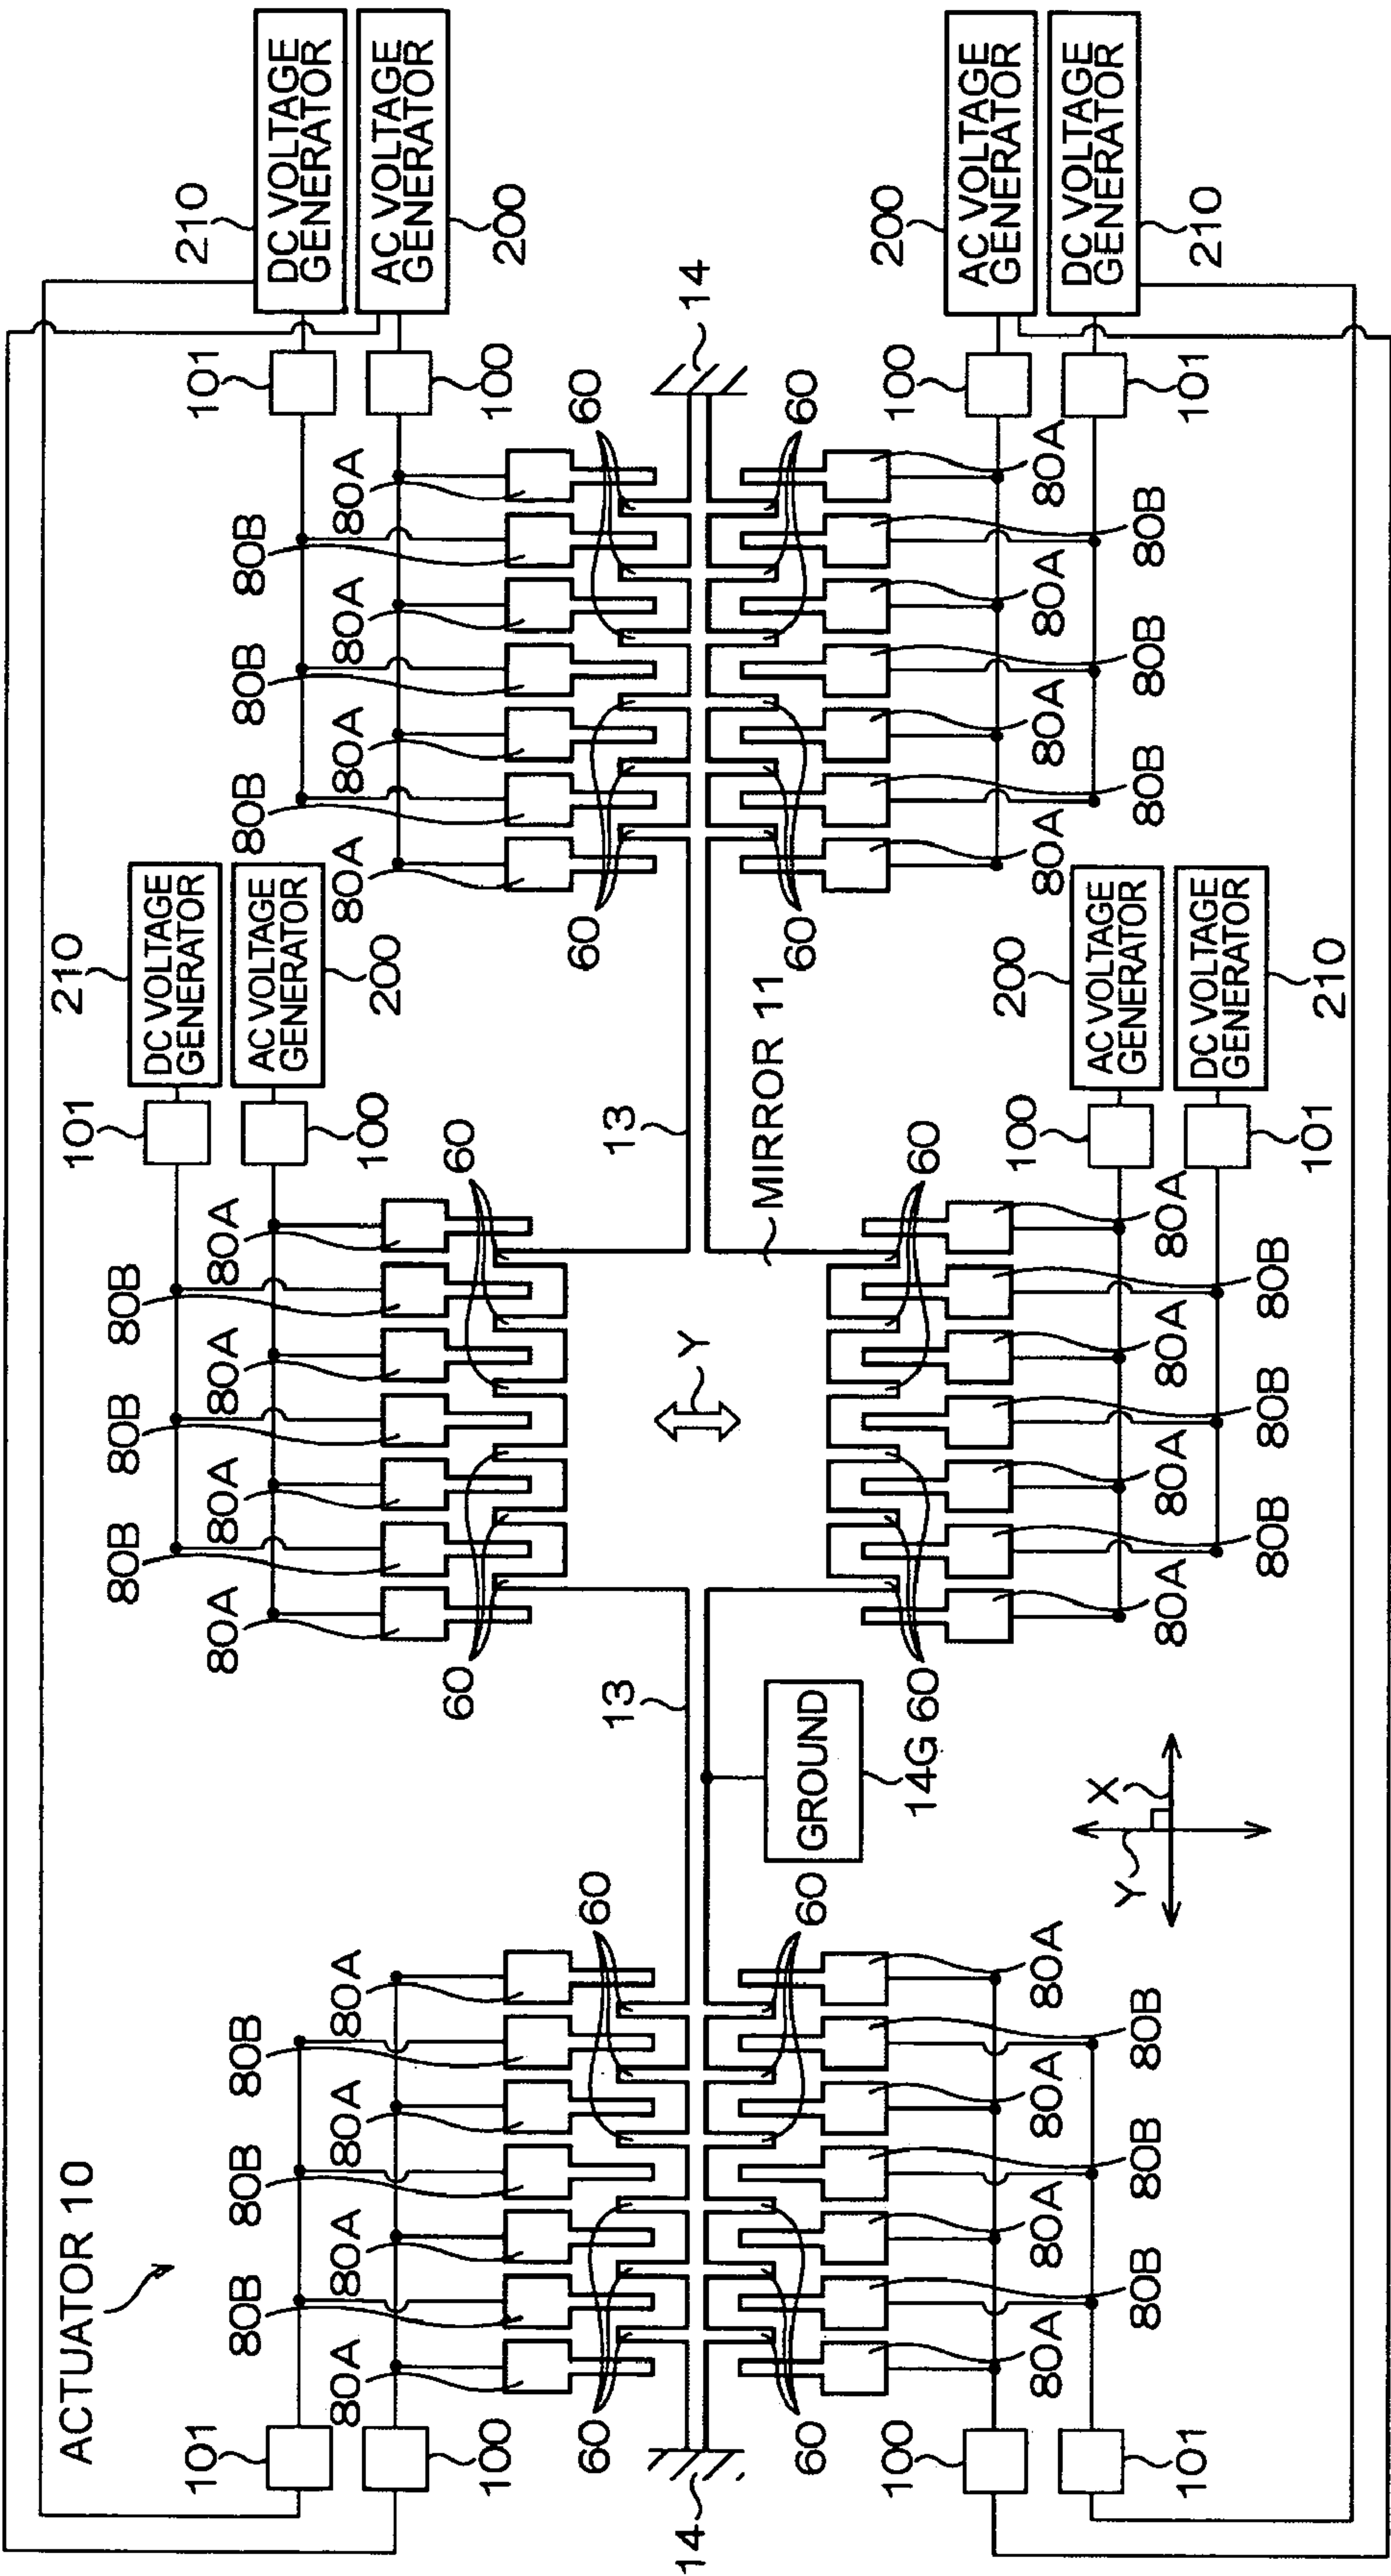 ACTUATOR 10
101
210
80B
80B
80B
DC VOLTAGE
GENERATOR
210
101
101
80A
80A
80A
80A
80B
80B
80B
80B
80B
80B
AC VOLTAGE
GENERATOR
DC VOLTAGE
GENERATOR
80A
80A
80A
80A
80A
80A
80A
80A
100
200
AC VOLTAGE
GENERATOR
100
60
60
100
200
60
60
60
60
13
13
14
Y
14
MIRROR 11
60
GROUND
60
60
60
100
14G
60
60
100
200
100
200
AC VOLTAGE
GENERATOR
80A
80A
80A
80A
X
80A
80A
80A
80A
DC VOLTAGE
GENERATOR
AC VOLTAGE
GENERATOR
80B
80B
80B
Y
80B
80B
80B
80A
80A
80A
80A
101
101
210
DC VOLTAGE
GENERATOR
80B
80B
80B
101
210